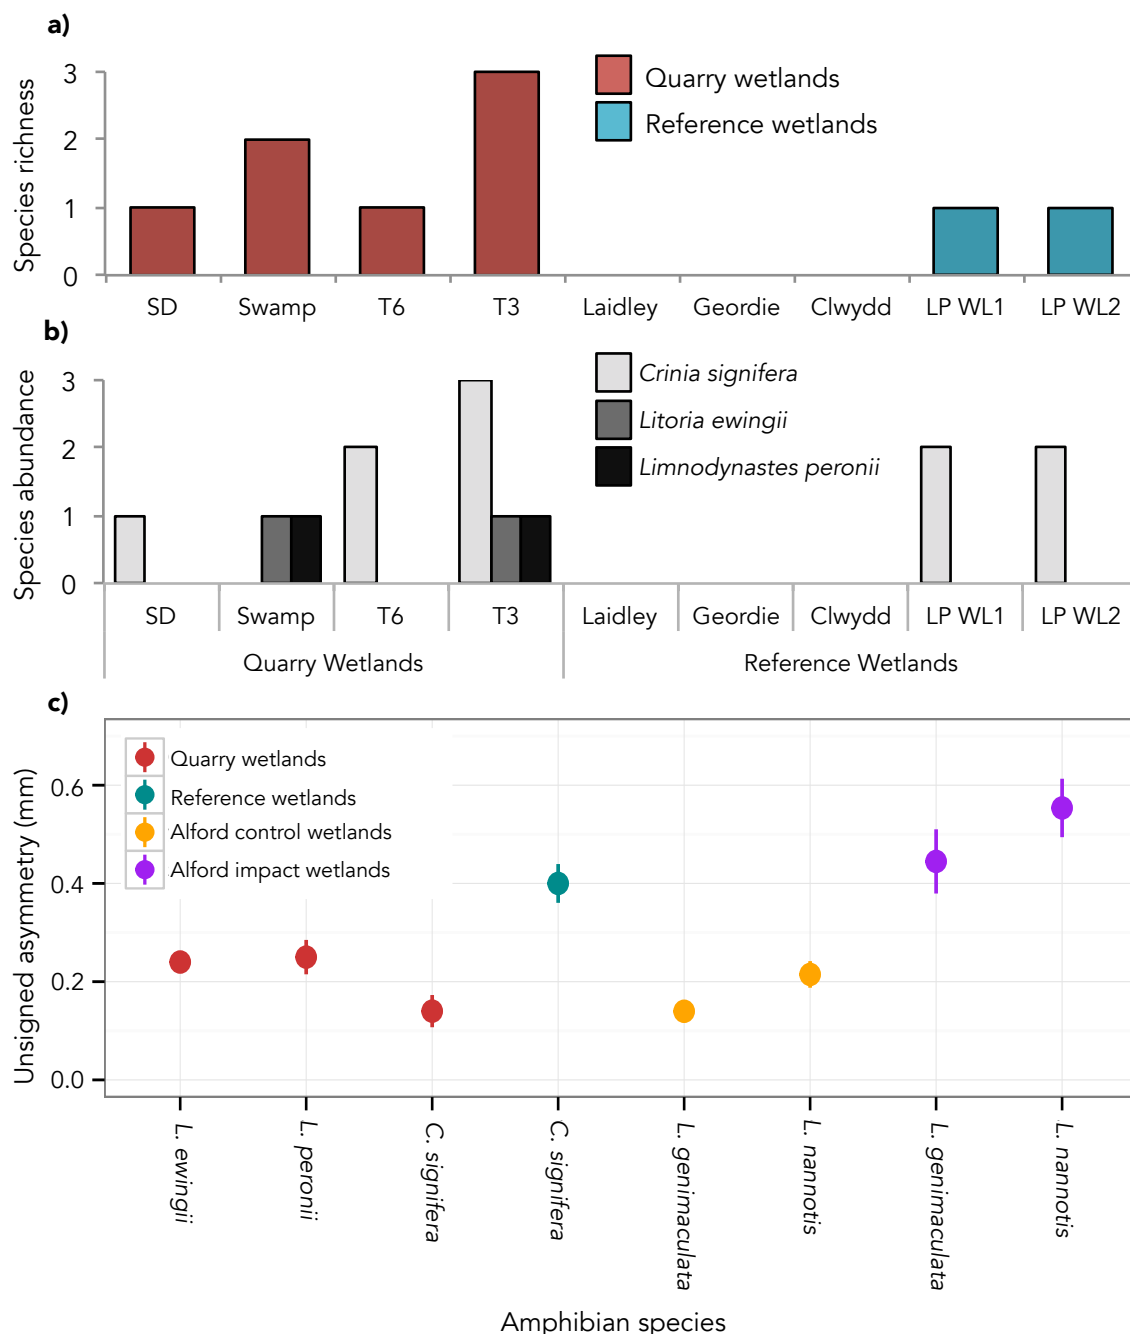 a)
Species richness
3
2
1
0
Quarry wetlands
Reference wetlands
SD Swamp T6 T3 Laidley Geordie Clwydd LP WL1 LP WL2
b)
Species abundance
3
2
1
0
Crinia signifera
Litoria ewingii
Limnodynastes peronii
SD Swamp T6 T3 Laidley Geordie Clwydd LP WL1 LP WL2
Quarry Wetlands Reference Wetlands
c)
Unsigned asymmetry (mm)
0.6
0.4
0.2
0.0
Quarry wetlands
Reference wetlands
Alford control wetlands
Alford impact wetlands
L. ewingii
L. peronii
C. signifera
C. signifera
L. genimaculata
L. nannotis
L. genimaculata
L. nannotis
Amphibian species